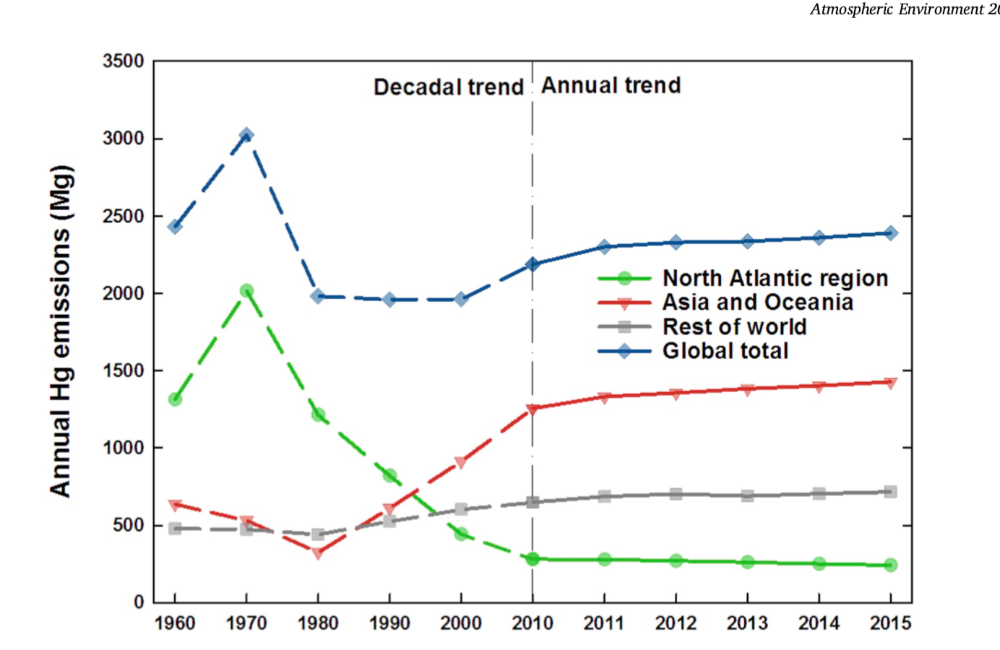 Atmospheric Environment 20
3500
3000
2500
2000
1500
1000
500
0
Annual Hg emissions (Mg)
Decadal trend
Annual trend
North Atlantic region
Asia and Oceania
Rest of world
Global total
1960 1970 1980 1990 2000 2010 2011 2012 2013 2014 2015